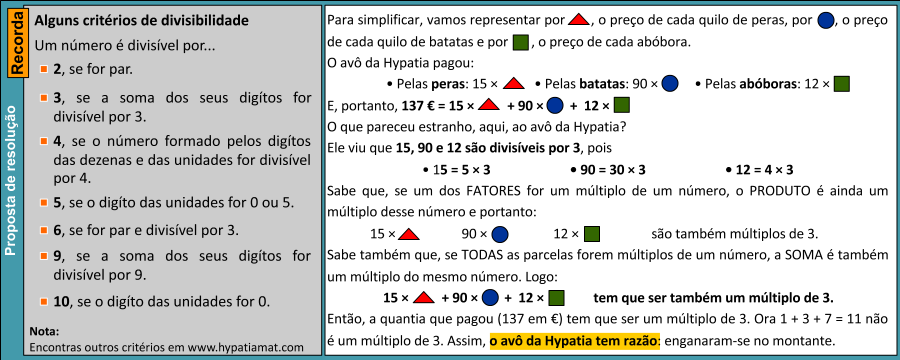 Recorda
Proposta de resolução
Alguns critérios de divisibilidade
Um número é divisível por...
2, se for par.
3, se a soma dos seus digítos for
divisível por 3.
4, se o número formado pelos digítos
das dezenas e das unidades for divisível
por 4.
5, se o digíto das unidades for 0 ou 5.
6, se for par e divisível por 3.
9, se a soma dos seus digítos for
divisível por 9.
10, se o digíto das unidades for 0.
Nota:
Encontras outros critérios em www.hypatiamat.com
Para simplificar, vamos representar por , o preço de cada quilo de peras, por , o preço
de cada quilo de batatas e por , o preço de cada abóbora.
O avô da Hypatia pagou:
• Pelas peras: 15 × • Pelas batatas: 90 × • Pelas abóboras: 12 ×
E, portanto, 137 € = 15 × + 90 × + 12 ×
O que pareceu estranho, aqui, ao avô da Hypatia?
Ele viu que 15, 90 e 12 são divisíveis por 3, pois
• 15 = 5 × 3 • 90 = 30 × 3 • 12 = 4 × 3
Sabe que, se um dos FATORES for um múltiplo de um número, o PRODUTO é ainda um
múltiplo desse número e portanto:
15 × 90 × 12 × são também múltiplos de 3.
Sabe também que, se TODAS as parcelas forem múltiplos de um número, a SOMA é também
um múltiplo do mesmo número. Logo:
15 × + 90 × + 12 × tem que ser também um múltiplo de 3.
Então, a quantia que pagou (137 em €) tem que ser um múltiplo de 3. Ora 1 + 3 + 7 = 11 não
é um múltiplo de 3. Assim, o avô da Hypatia tem razão: enganaram-se no montante.